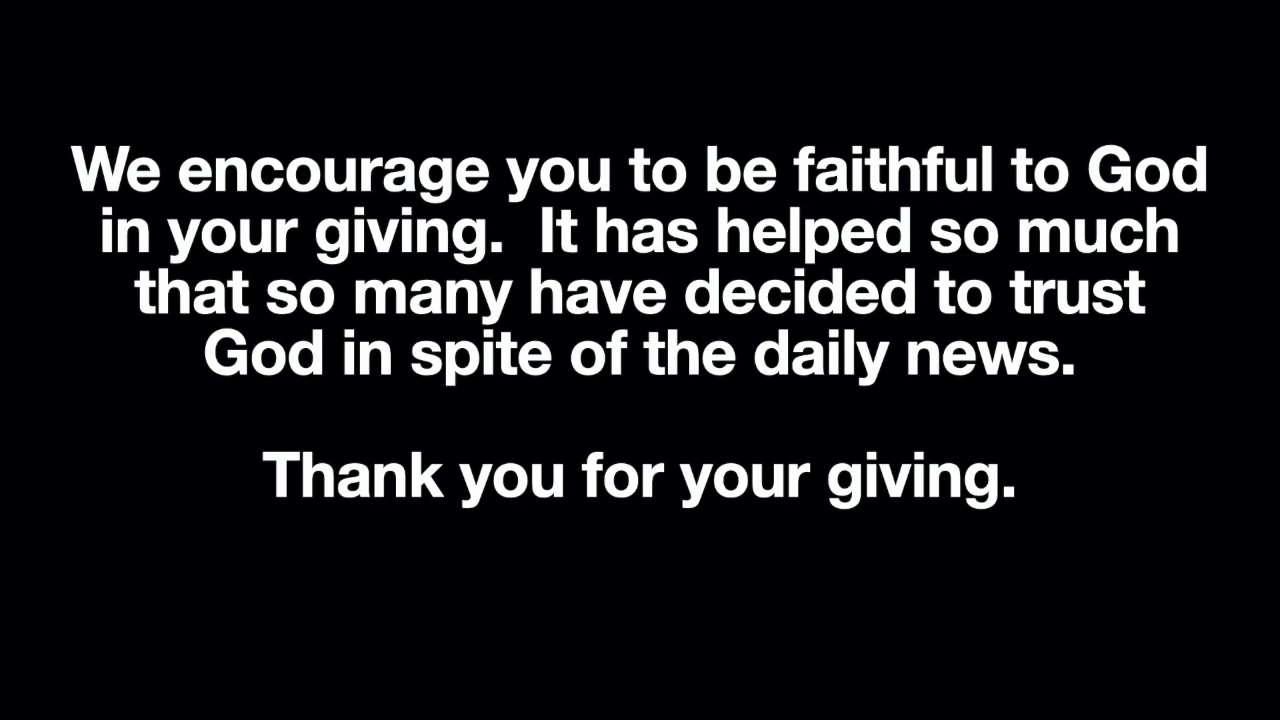 We encourage you to be faithful to God
in your giving.  It has helped so much
that so many have decided to trust
God in spite of the daily news.
Thank you for your giving.